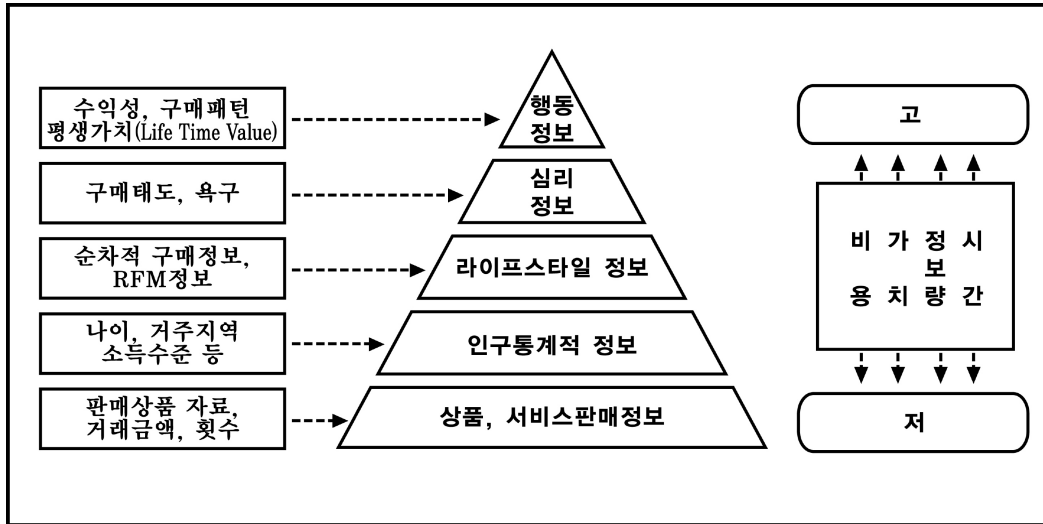 수익성, 구매패턴
평생가치(Life Time Value)
행동
정보
구매태도, 욕구
심리
정보
순차적 구매정보,
RFM정보
라이프스타일 정보
나이, 거주지역
소득수준 등
인구통계적 정보
판매상품 자료,
거래금액, 횟수
상품, 서비스판매정보
고
비 가 정 시
보
용 치 량 간
저